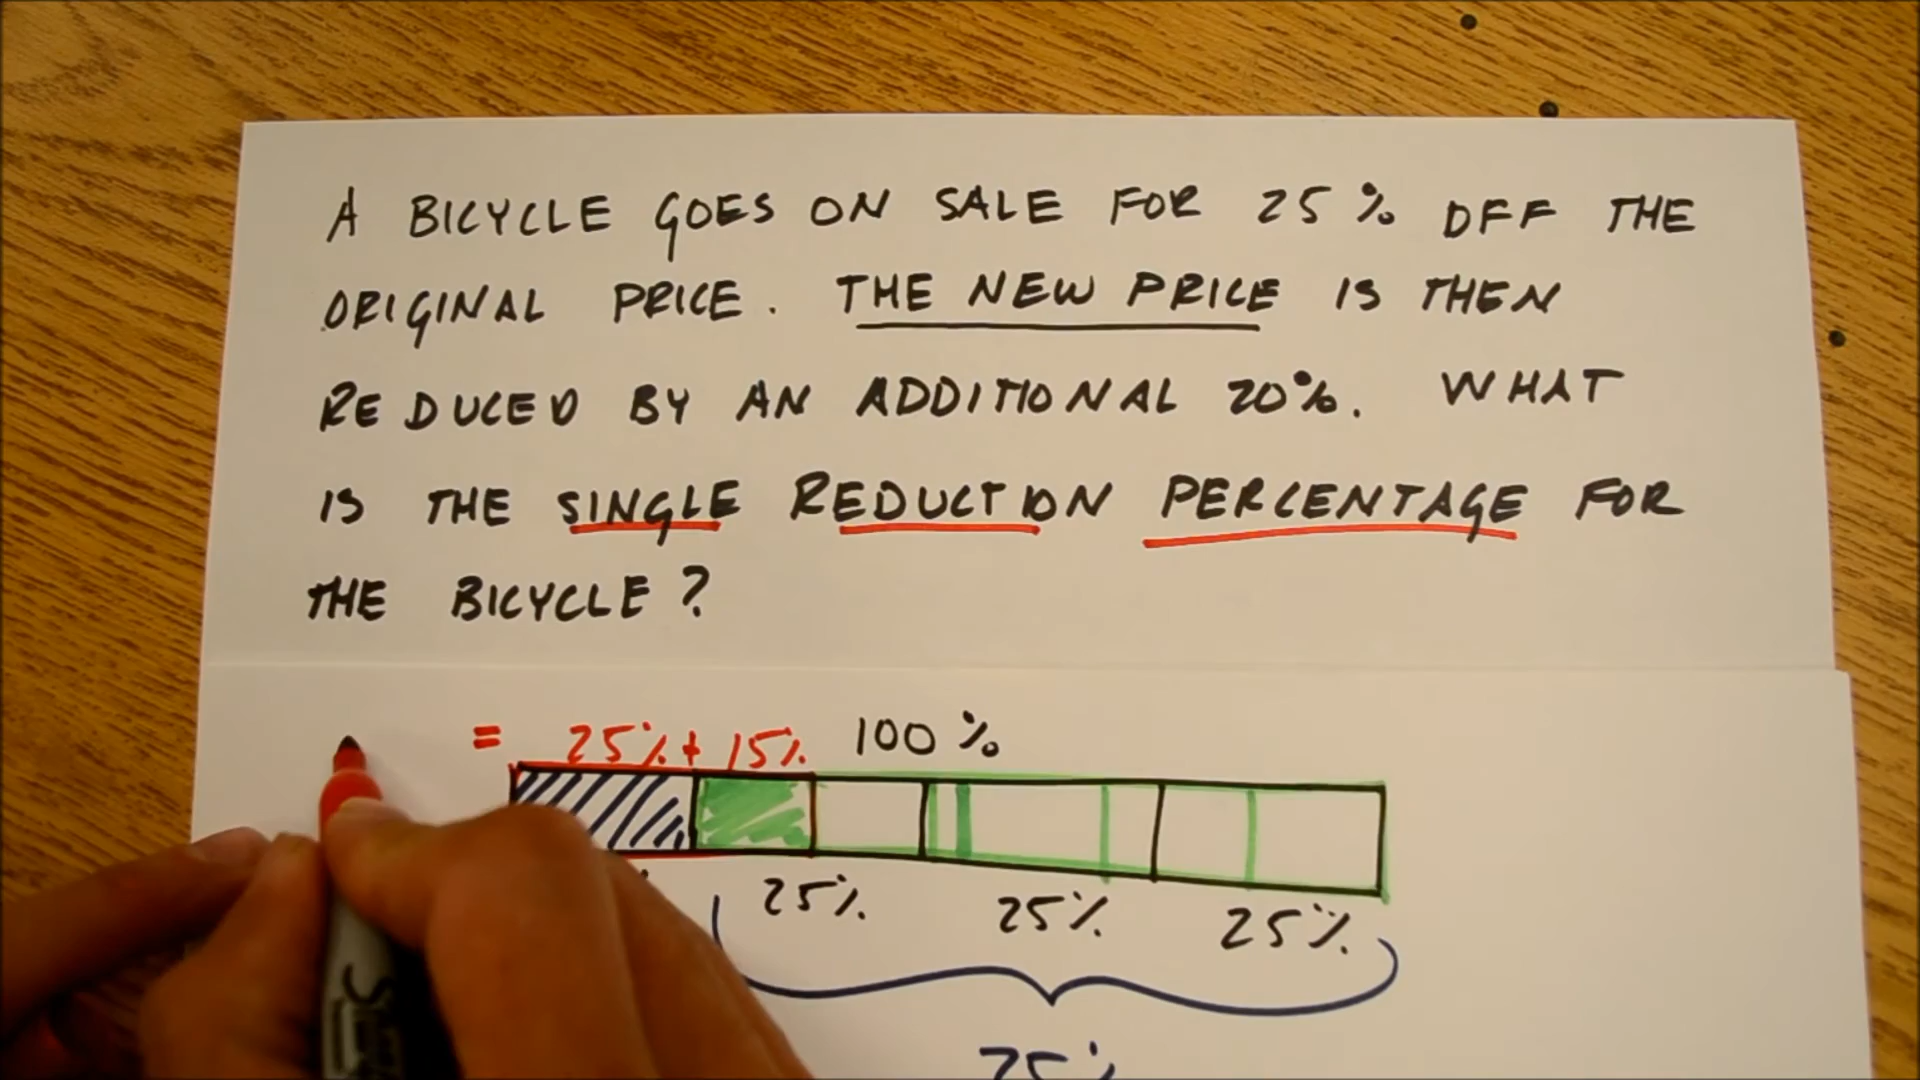 A BICYCLE GOES ON SALE FOR 25% OFF THE
ORIGINAL PRICE. THE NEW PRICE IS THEN
REDUCED BY AN ADDITIONAL 20%. WHAT
IS THE SINGLE REDUCTION PERCENTAGE FOR
THE BICYCLE?
= 25% + 15% 100%
25% 25% 25%